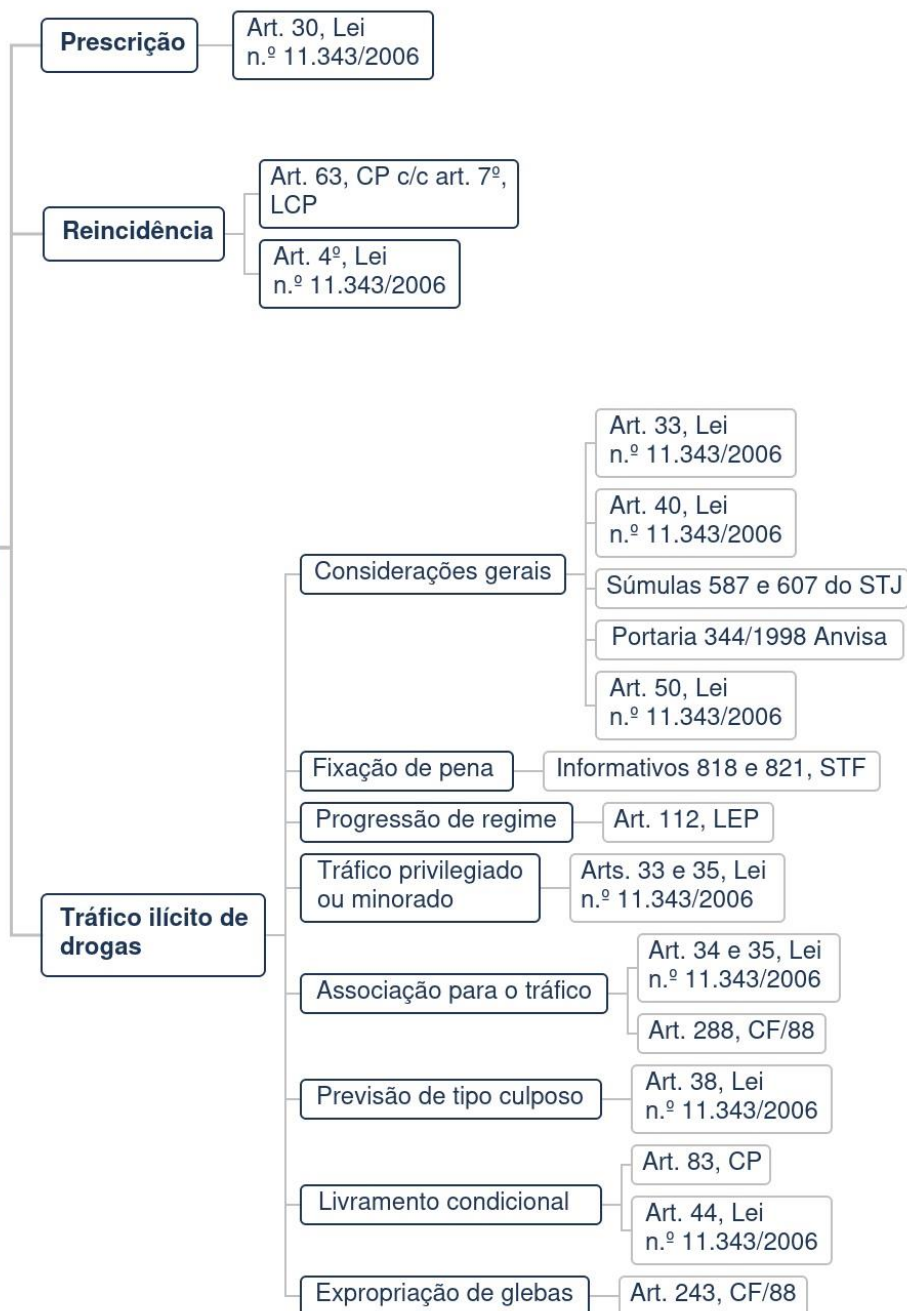 Prescrição
Art. 30, Lei
n.º 11.343/2006
Reincidência
Art. 63, CP c/c art. 7º,
LCP
Art. 4º, Lei
n.º 11.343/2006
Tráfico ilícito de
drogas
Considerações gerais
Art. 33, Lei
n.º 11.343/2006
Art. 40, Lei
n.º 11.343/2006
Súmulas 587 e 607 do STJ
Portaria 344/1998 Anvisa
Art. 50, Lei
n.º 11.343/2006
Fixação de pena
Informativos 818 e 821, STF
Progressão de regime
Art. 112, LEP
Tráfico privilegiado
ou minorado
Arts. 33 e 35, Lei
n.º 11.343/2006
Associação para o tráfico
Art. 34 e 35, Lei
n.º 11.343/2006
Art. 288, CF/88
Previsão de tipo culposo
Art. 38, Lei
n.º 11.343/2006
Livramento condicional
Art. 83, CP
Art. 44, Lei
n.º 11.343/2006
Expropriação de glebas
Art. 243, CF/88